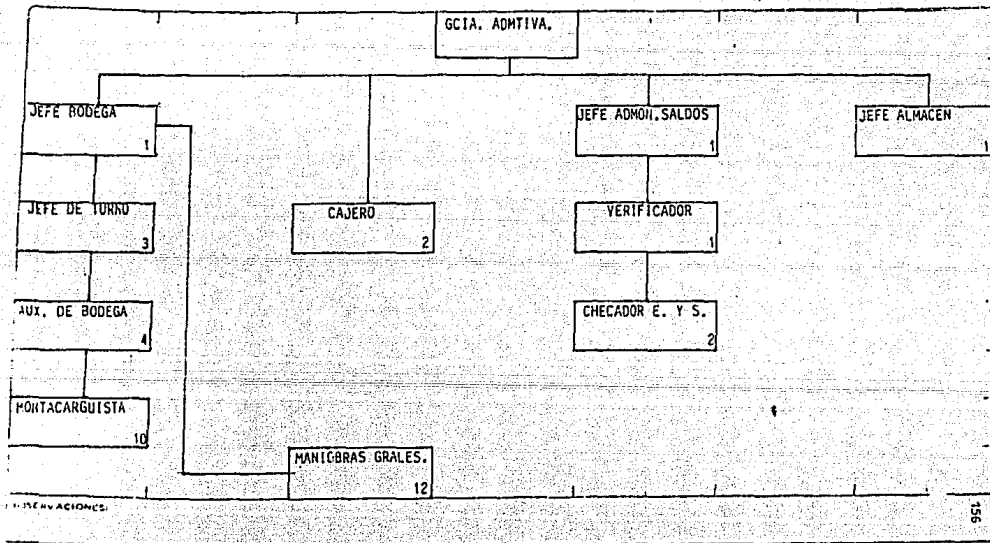 GCIA. ADMTIVA.
JEFE BODEGA
1
JEFE ADMON. SALDOS
1
JEFE ALMACEN
1
JEFE DE TURNO
3
CAJERO
2
VERIFICADOR
1
AUX. DE BODEGA
4
CHECADOR E. Y S.
2
MONTACARGUISTA
10
MANIOBRAS GRALES.
12
OBSERVACIONES:
156